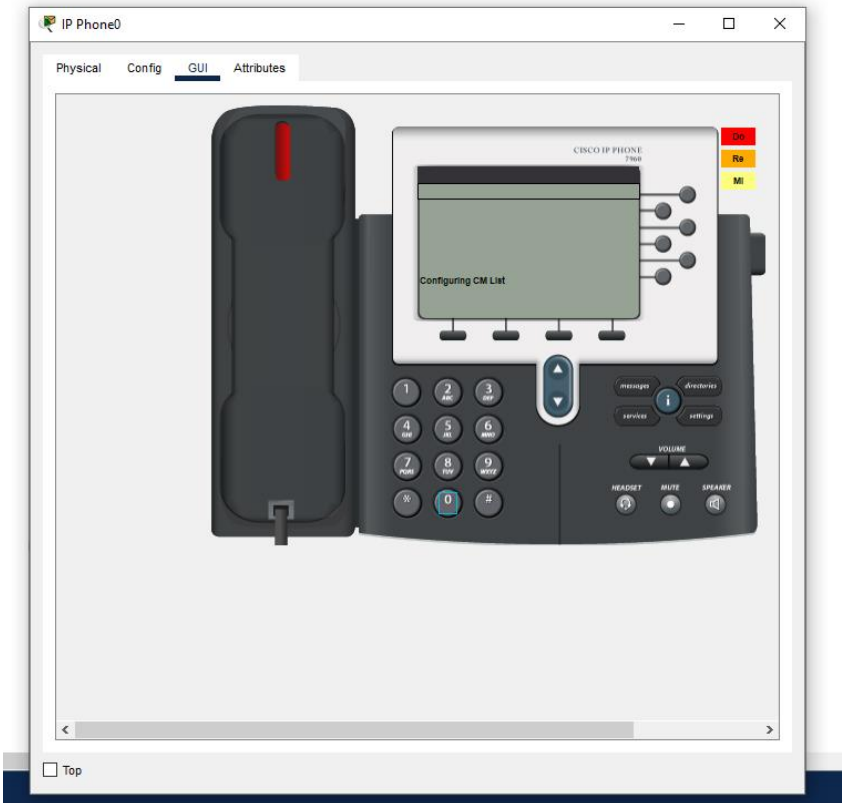 IP Phone0
Physical Config GUI Attributes
CISCO IP PHONE
7960
Do
Re
MI
Configuring CM List
1 2 ABC 3 DEF
4 GHI 5 JKL 6 MNO
7 PQRS 8 TUV 9 WXYZ
* 0 #
messages directories
i
services settings
VOLUME
HEADSET MUTE SPEAKER
Top